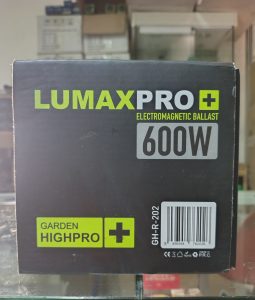 LUMAXPRO+
ELECTROMAGNETIC BALLAST
600W
GARDEN
HIGHPRO
GH-R-202